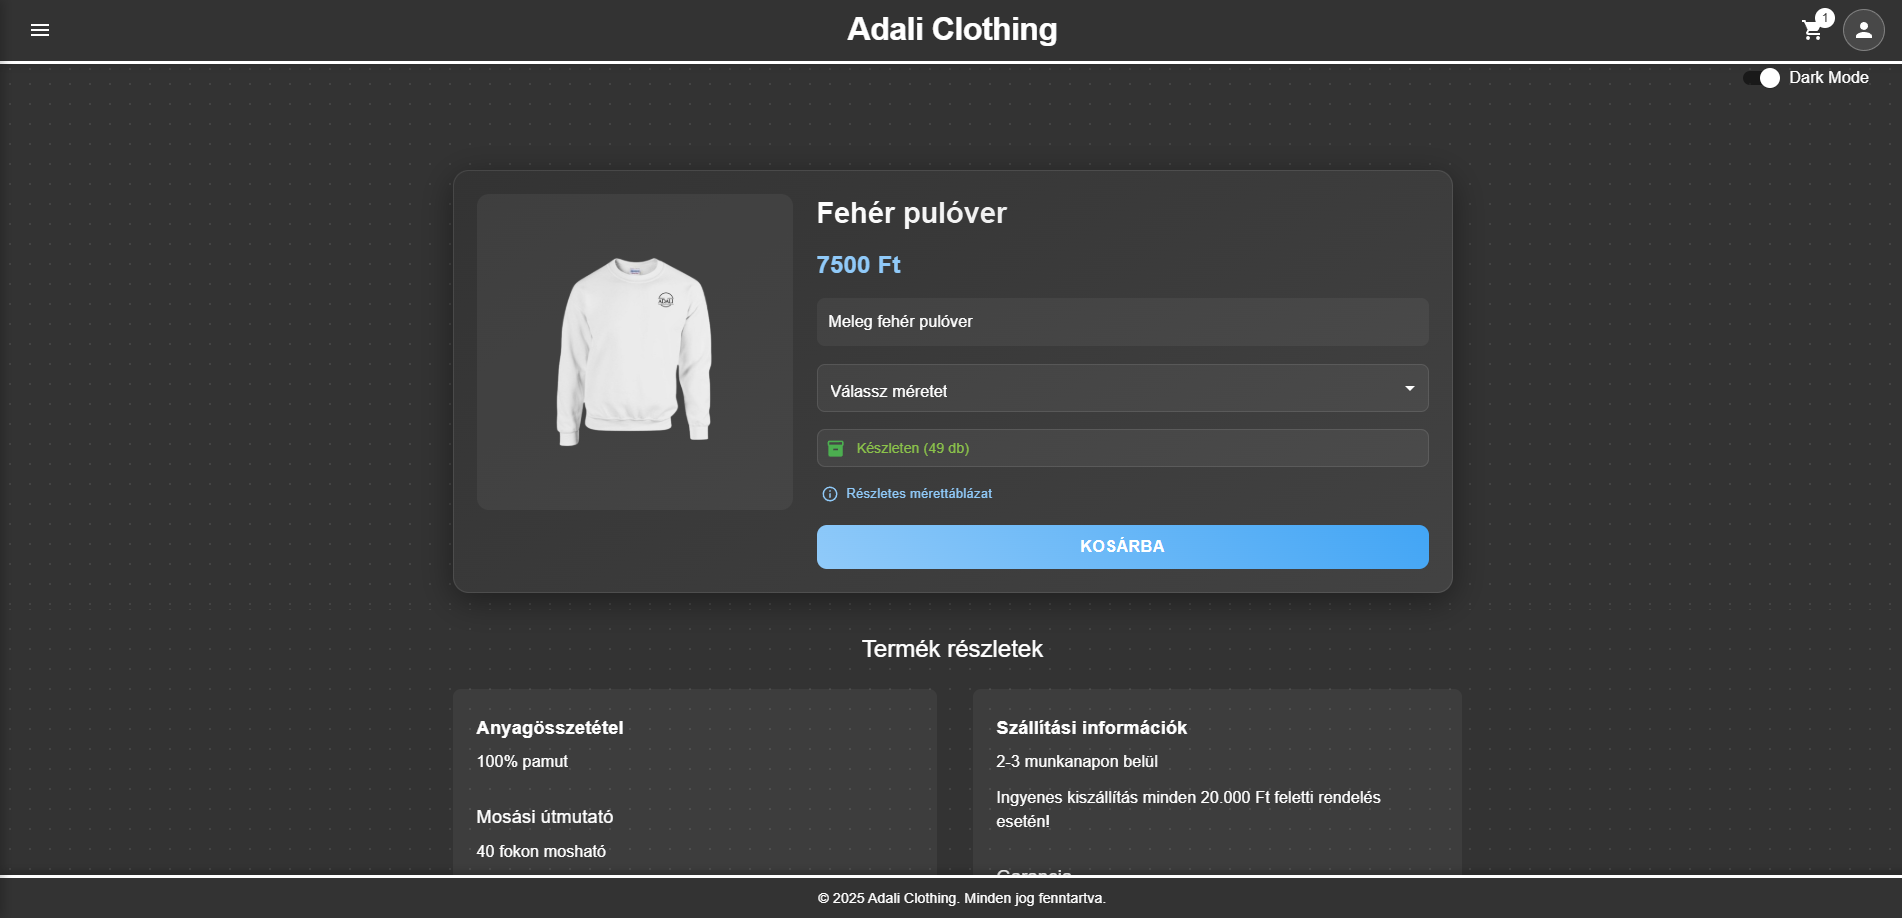 Adali Clothing
1
Dark Mode
Fehér pulóver
7500 Ft
Meleg fehér pulóver
Válassz méretet
Készleten (49 db)
Részletes mérettáblázat
KOSÁRBA
Termék részletek
Anyagösszetétel
100% pamut
Mosási útmutató
40 fokon mosható
Szállítási információk
2-3 munkanapon belül
Ingyenes kiszállítás minden 20.000 Ft feletti rendelés
esetén!
© 2025 Adali Clothing. Minden jog fenntartva.